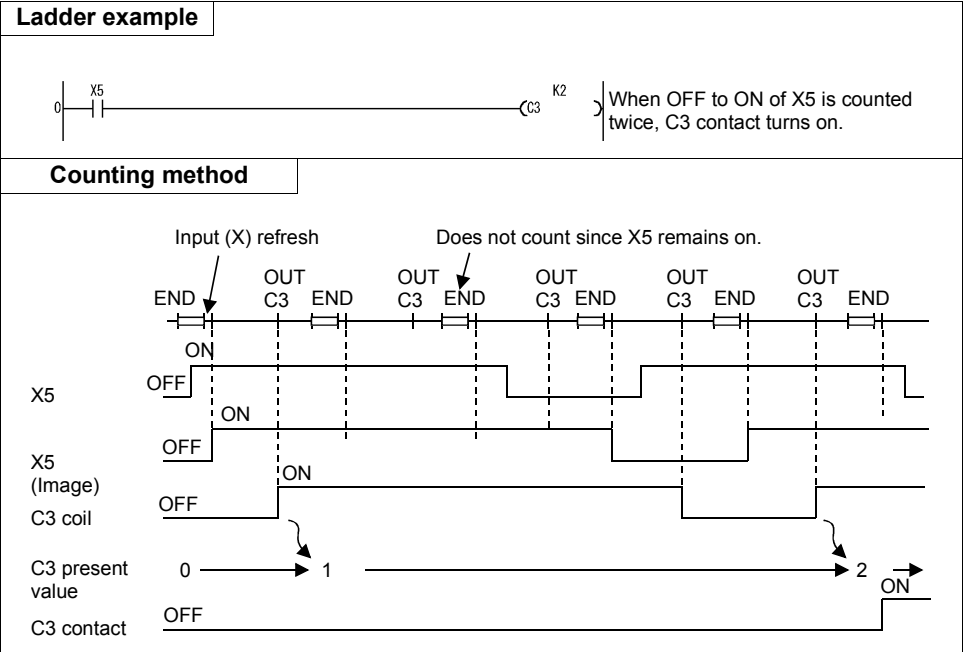 Ladder example
X5
K2
0
C3
When OFF to ON of X5 is counted
twice, C3 contact turns on.
Counting method
Input (X) refresh
Does not count since X5 remains on.
OUT OUT OUT OUT OUT
END C3 END C3 END C3 END C3 END C3 END
ON
X5
OFF
ON
X5
(Image)
OFF
ON
C3 coil
OFF
C3 present
value
0 1 2
ON
C3 contact
OFF